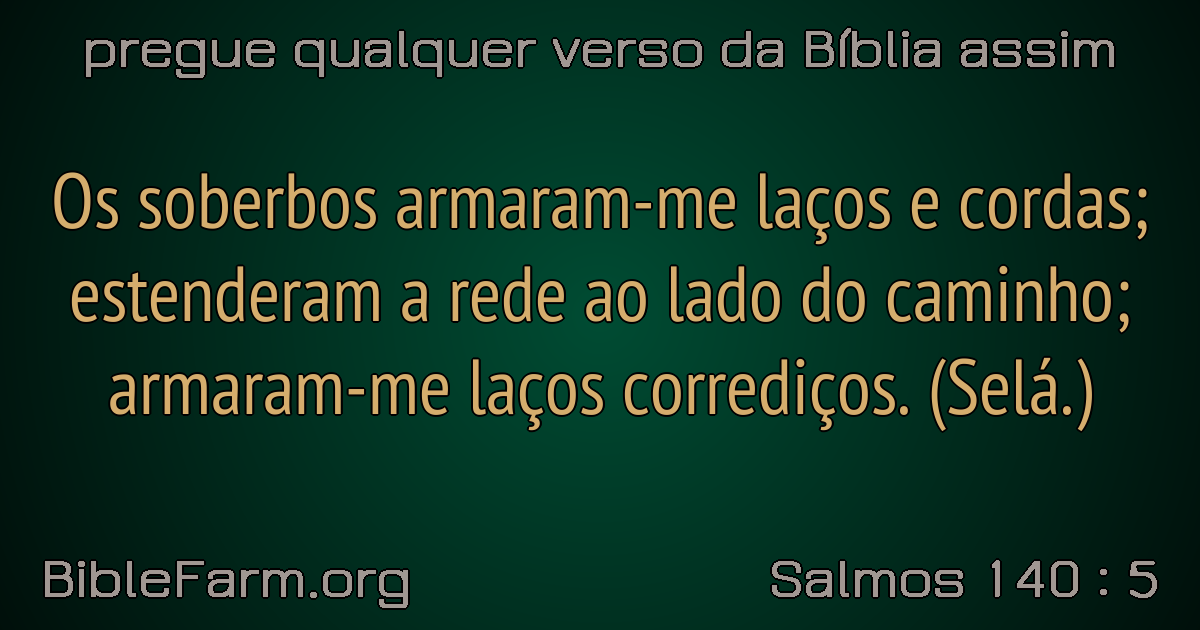 pregue qualquer verso da Bíblia assim
Os soberbos armaram-me laços e cordas;
estenderam a rede ao lado do caminho;
armaram-me laços corrediços. (Selá.)
BibleFarm.org
Salmos 140 : 5